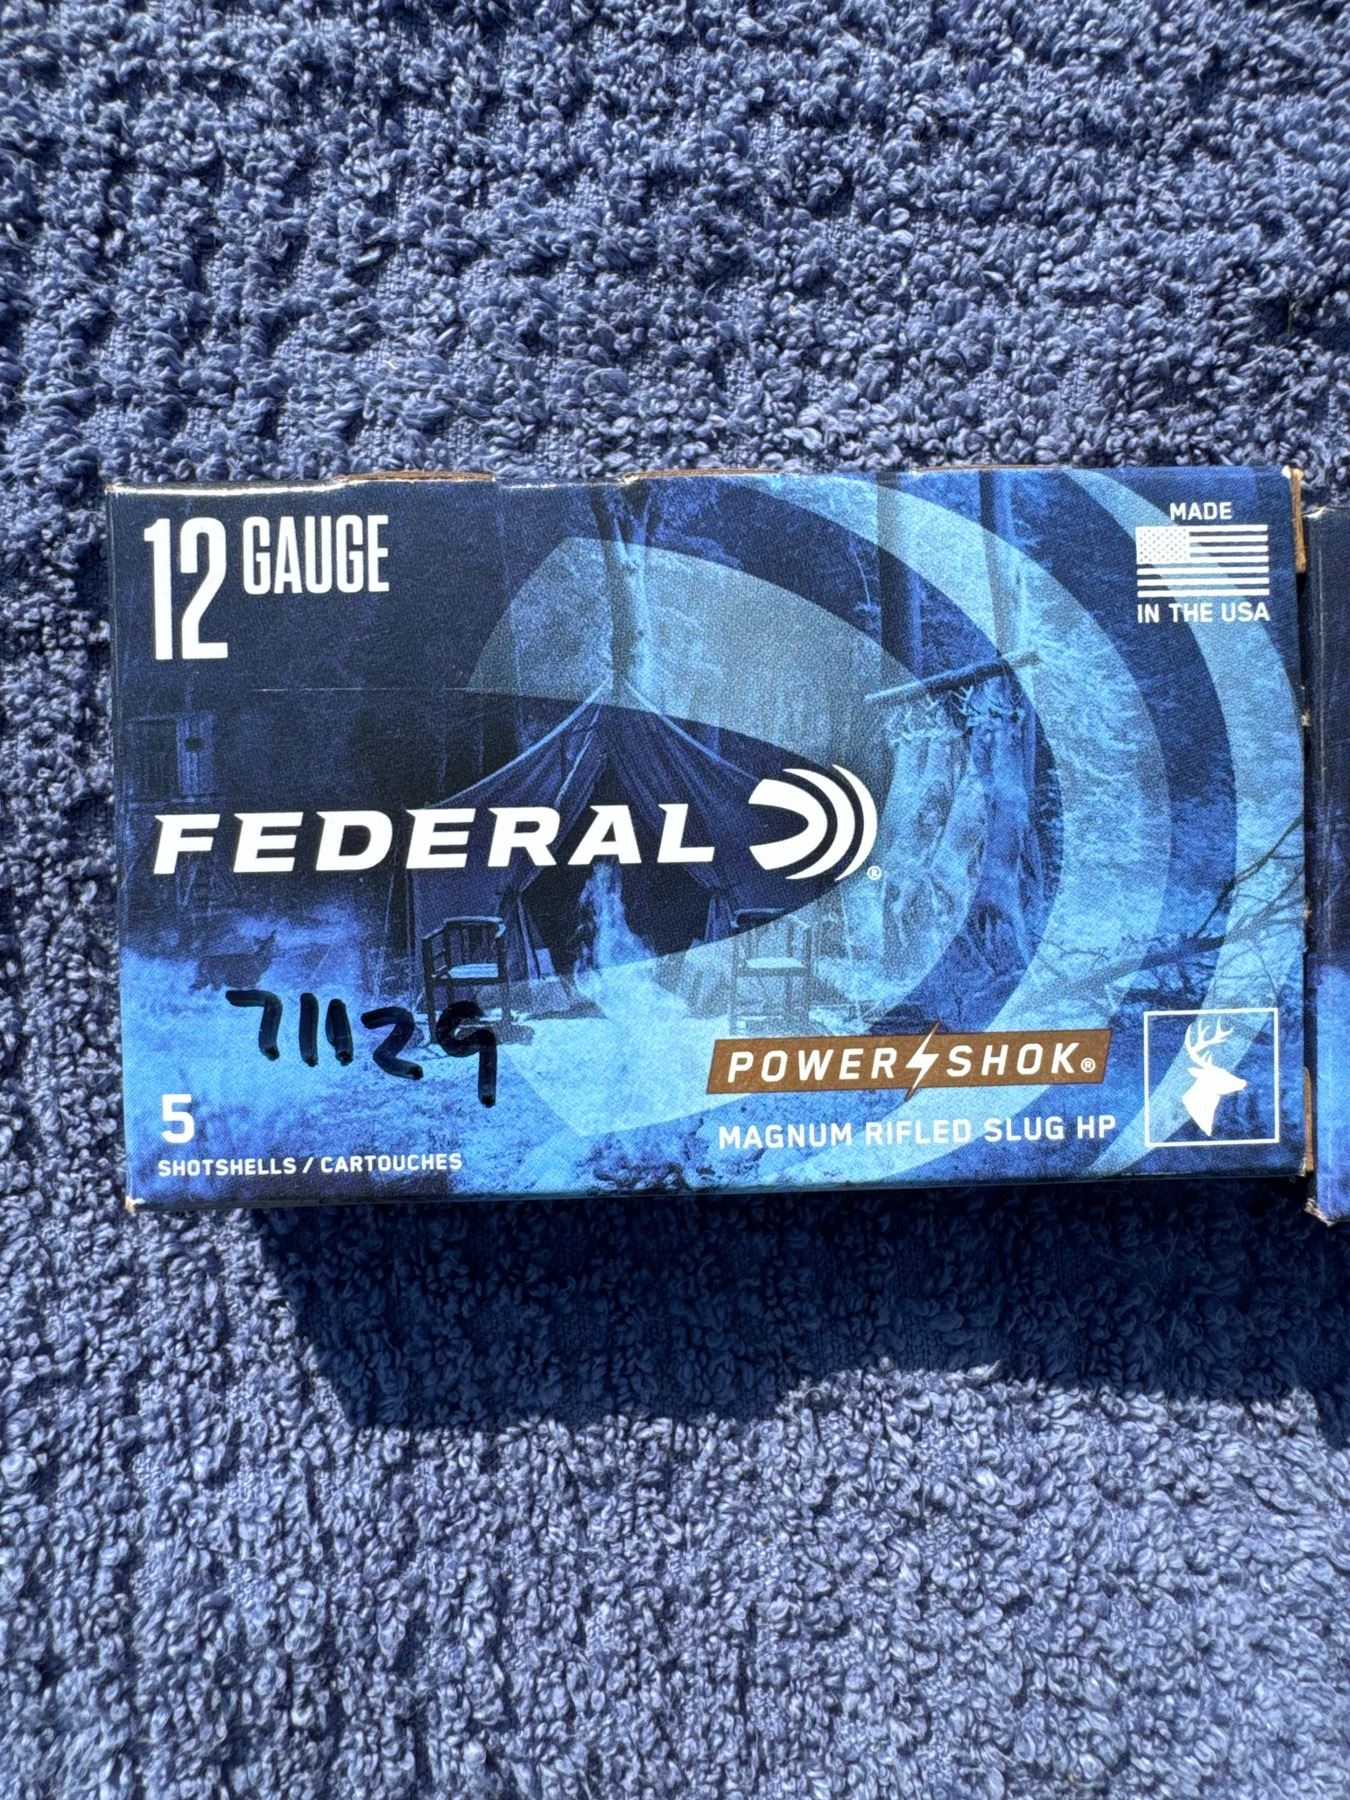 12 GAUGE
MADE
IN THE USA
FEDERAL®
71129
POWER SHOK®
MAGNUM RIFLED SLUG HP
5
SHOTSHELLS / CARTOUCHES